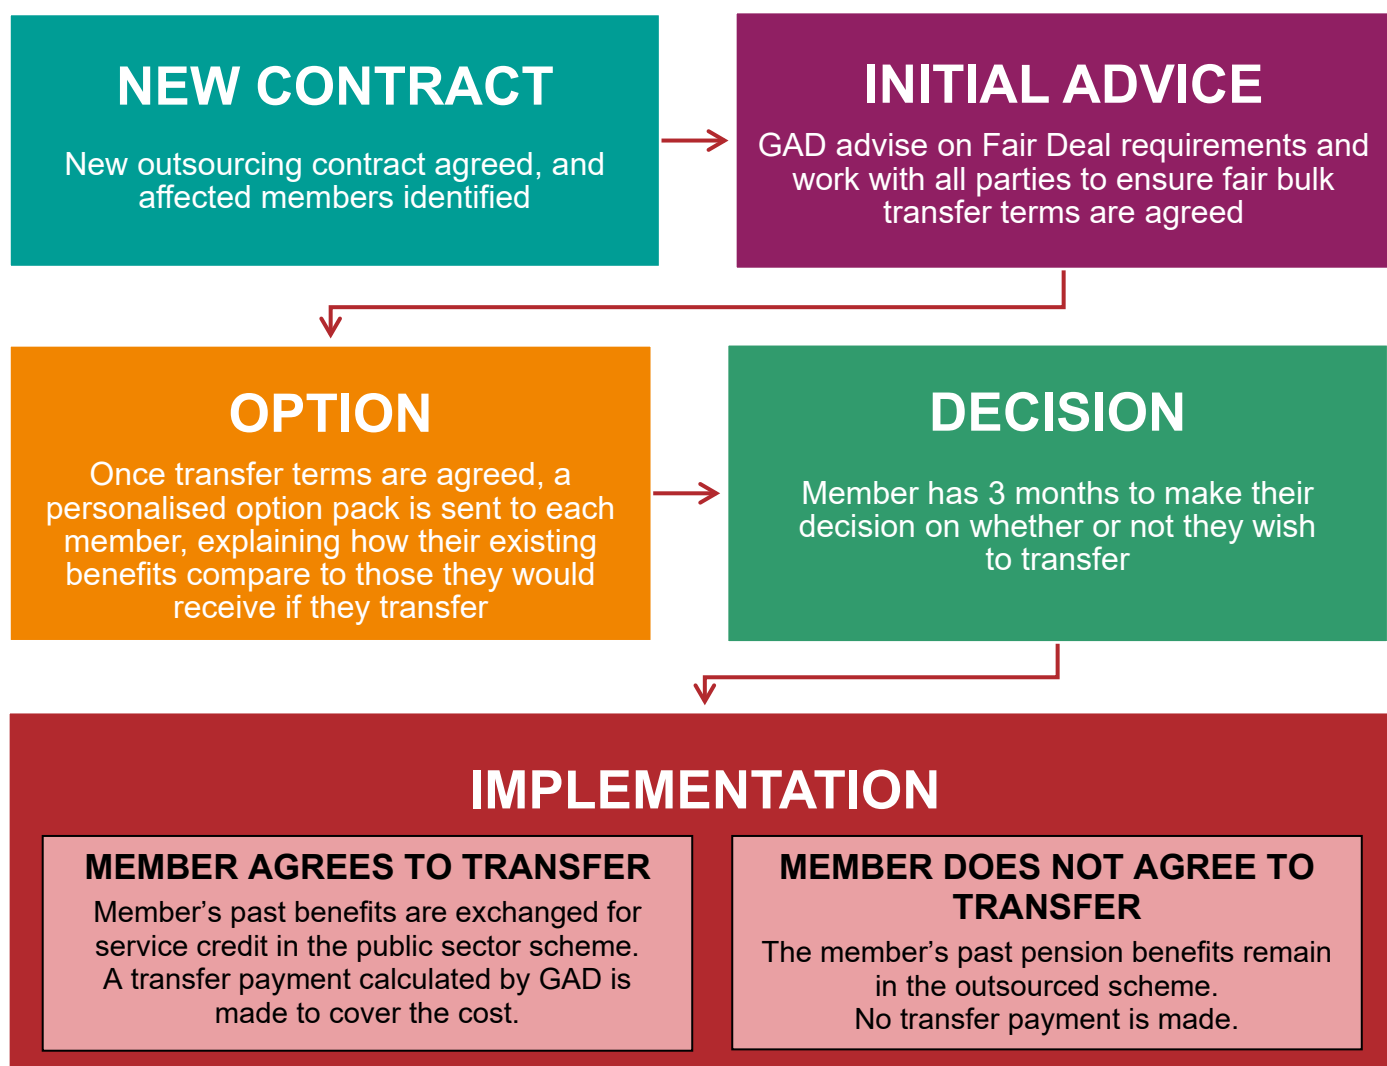 NEW CONTRACT
New outsourcing contract agreed, and
affected members identified
INITIAL ADVICE
GAD advise on Fair Deal requirements and
work with all parties to ensure fair bulk
transfer terms are agreed
OPTION
Once transfer terms are agreed, a
personalised option pack is sent to each
member, explaining how their existing
benefits compare to those they would
receive if they transfer
DECISION
Member has 3 months to make their
decision on whether or not they wish
to transfer
IMPLEMENTATION
MEMBER AGREES TO TRANSFER
Member’s past benefits are exchanged for
service credit in the public sector scheme.
A transfer payment calculated by GAD is
made to cover the cost.
MEMBER DOES NOT AGREE TO
TRANSFER
The member’s past pension benefits remain
in the outsourced scheme.
No transfer payment is made.